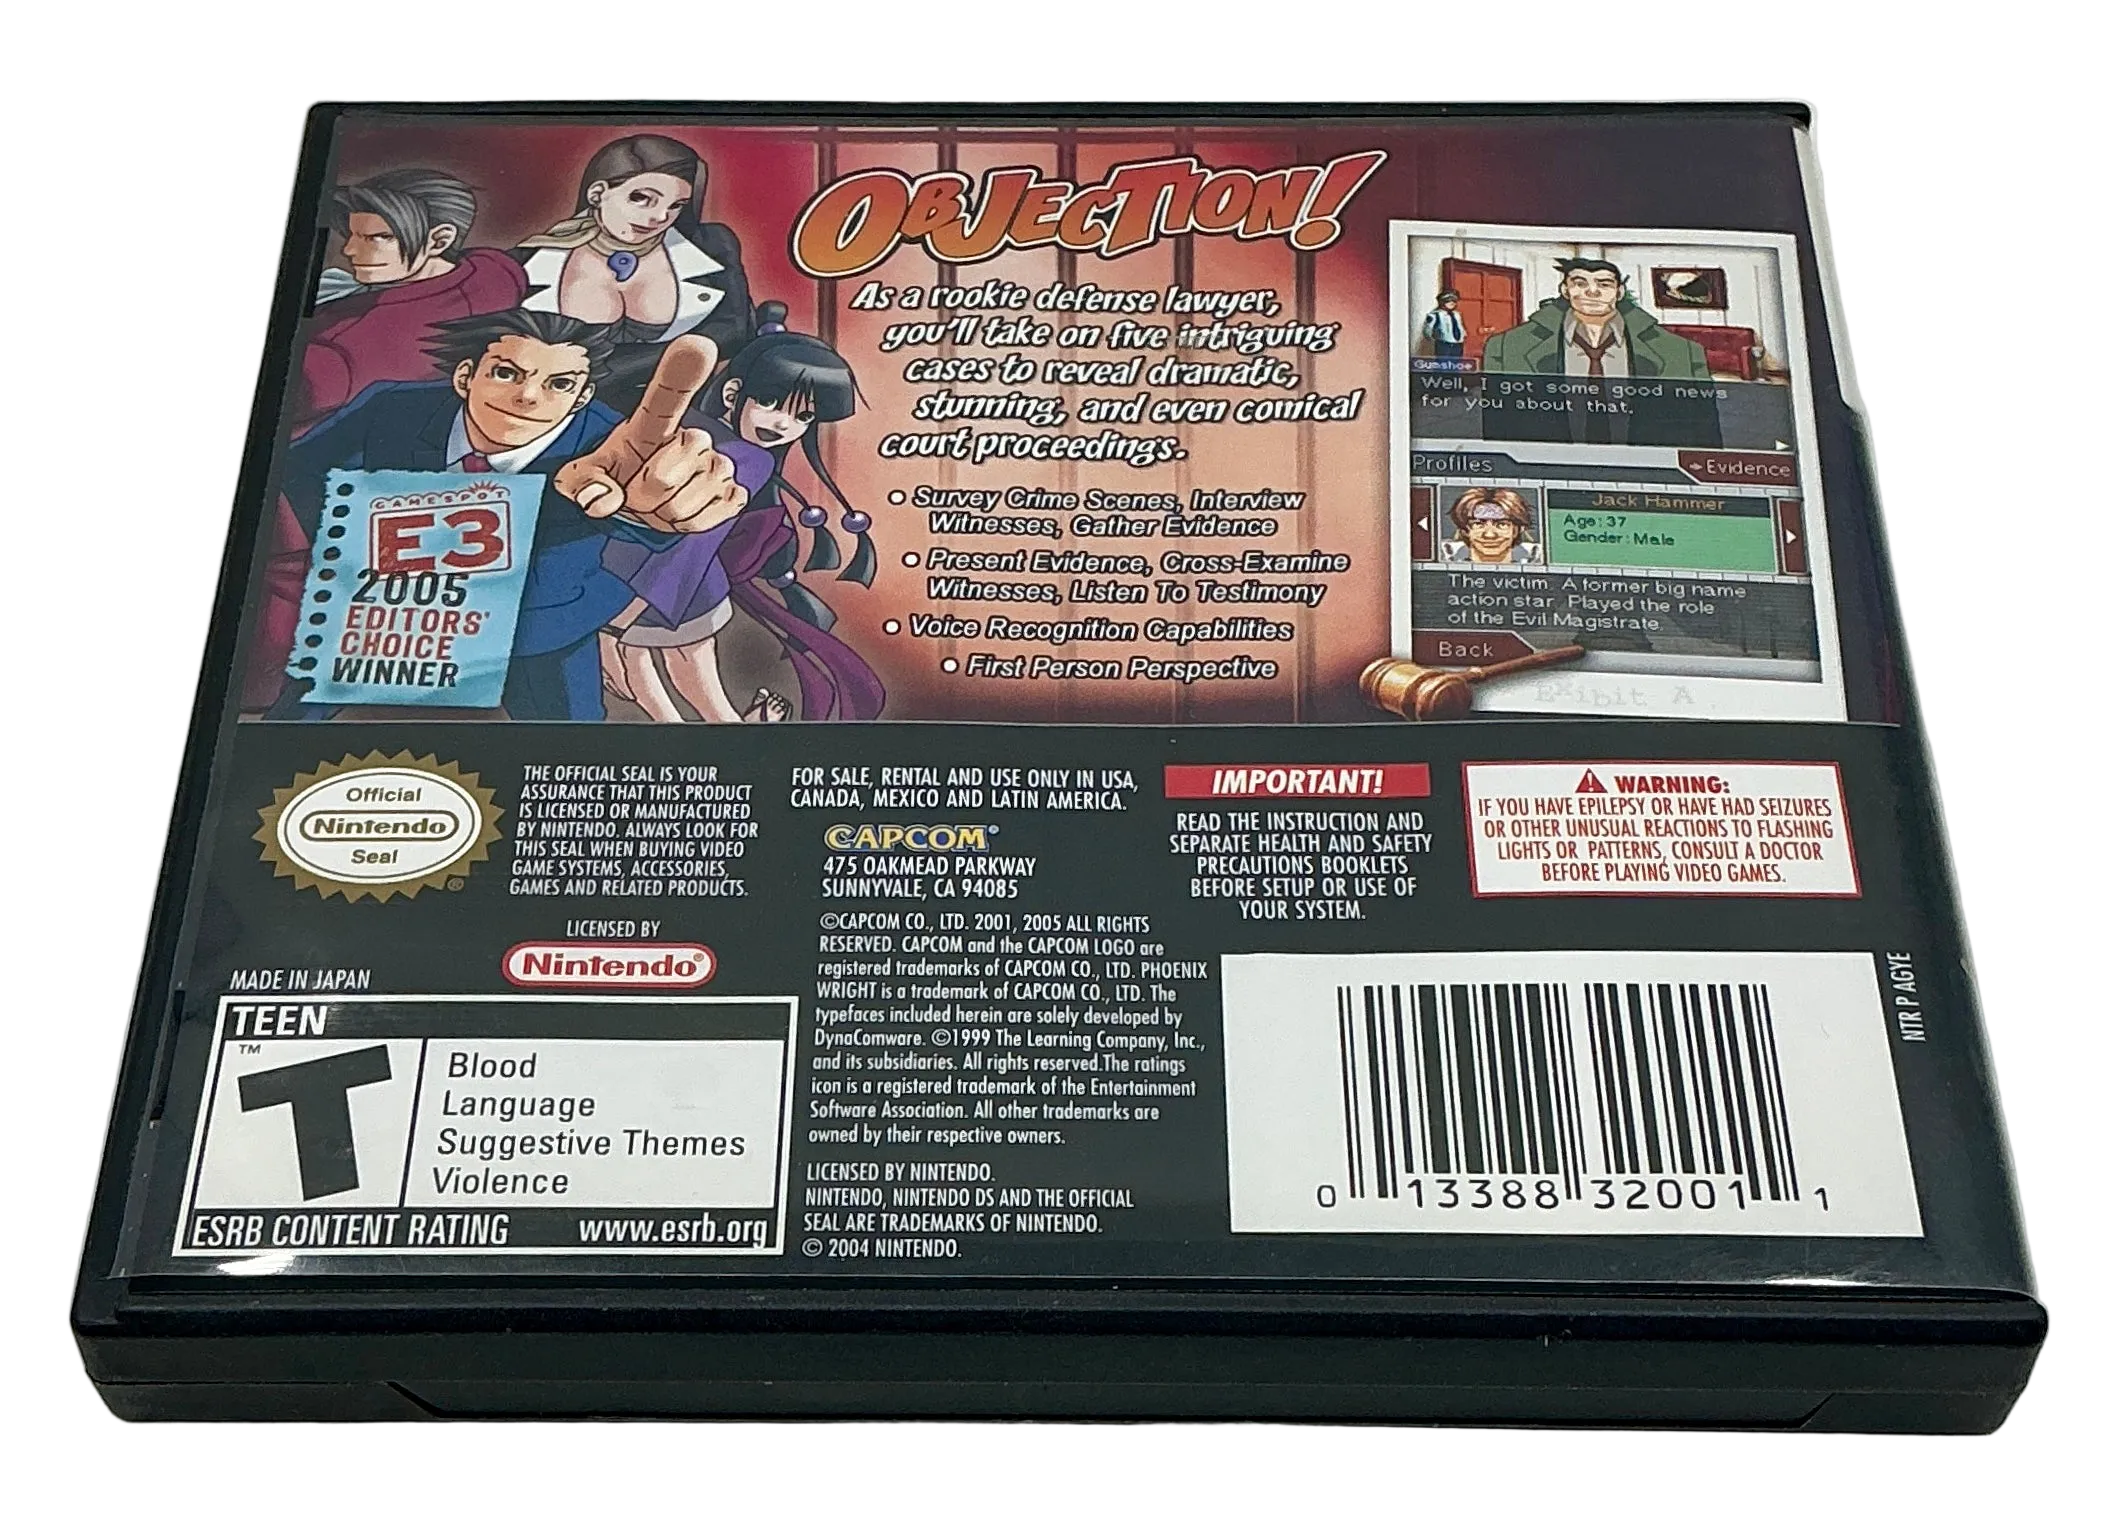 OBJECTION!
As a rookie defense lawyer,
you'll take on five intriguing
cases to reveal dramatic,
stunning, and even comical
court proceedings.
• Survey Crime Scenes, Interview
Witnesses, Gather Evidence
• Present Evidence, Cross-Examine
Witnesses, Listen To Testimony
• Voice Recognition Capabilities
• First Person Perspective
GAMESPOT
E3
2005
EDITORS'
CHOICE
WINNER
Gumshoe
Well, I got some good news
for you about that.
Profiles
Evidence
Jack Hammer
Age: 37
Gender: Male
The victim. A former big name
action star. Played the role
of the Evil Magistrate.
Back
Exibit A
Official
Nintendo
Seal
®
THE OFFICIAL SEAL IS YOUR
ASSURANCE THAT THIS PRODUCT
IS LICENSED OR MANUFACTURED
BY NINTENDO. ALWAYS LOOK FOR
THIS SEAL WHEN BUYING VIDEO
GAME SYSTEMS, ACCESSORIES,
GAMES AND RELATED PRODUCTS.
LICENSED BY
Nintendo®
MADE IN JAPAN
TEEN
TM
T
Blood
Language
Suggestive Themes
Violence
ESRB CONTENT RATING
www.esrb.org
FOR SALE, RENTAL AND USE ONLY IN USA,
CANADA, MEXICO AND LATIN AMERICA.
CAPCOM®
475 OAKMEAD PARKWAY
SUNNYVALE, CA 94085
©CAPCOM CO., LTD. 2001, 2005 ALL RIGHTS
RESERVED. CAPCOM and the CAPCOM LOGO are
registered trademarks of CAPCOM CO., LTD. PHOENIX
WRIGHT is a trademark of CAPCOM CO., LTD. The
typefaces included herein are solely developed by
DynaComware. ©1999 The Learning Company, Inc.,
and its subsidiaries. All rights reserved.The ratings
icon is a registered trademark of the Entertainment
Software Association. All other trademarks are
owned by their respective owners.
LICENSED BY NINTENDO.
NINTENDO, NINTENDO DS AND THE OFFICIAL
SEAL ARE TRADEMARKS OF NINTENDO.
© 2004 NINTENDO.
IMPORTANT!
READ THE INSTRUCTION AND
SEPARATE HEALTH AND SAFETY
PRECAUTIONS BOOKLETS
BEFORE SETUP OR USE OF
YOUR SYSTEM.
WARNING:
IF YOU HAVE EPILEPSY OR HAVE HAD SEIZURES
OR OTHER UNUSUAL REACTIONS TO FLASHING
LIGHTS OR PATTERNS, CONSULT A DOCTOR
BEFORE PLAYING VIDEO GAMES.
NTR P AGYE
0 13388 32001 1